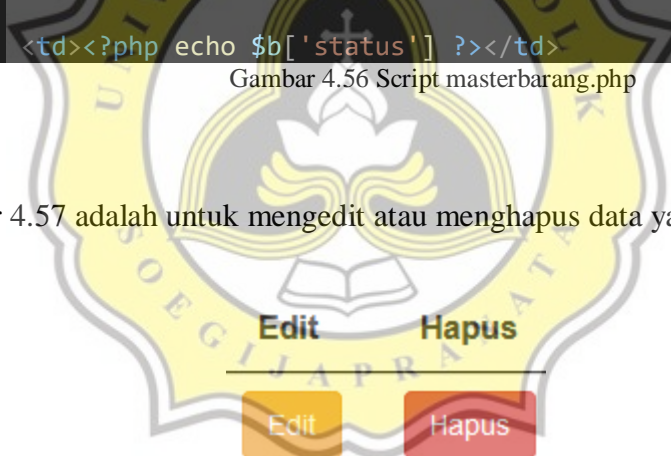 <td><?php echo $b['status'] ?></td>
Gambar 4.56 Script masterbarang.php
4.57 adalah untuk mengedit atau menghapus data
Edit Hapus
Edit Hapus
SOEGIJAPRANATA